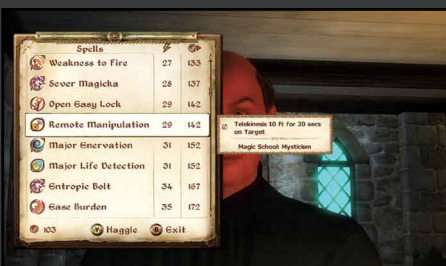 Spells
Weakness to Fire 27 133
Sever Magicka 28 137
Open Easy Lock 29 142
Remote Manipulation 29 142
Major Enervation 31 152
Major Life Detection 31 152
Entropic Bolt 34 167
Ease Burden 35 172
103 Y Haggle B Exit
Telekinesis 10 ft for 20 secs
on Target
Magic School: Mysticism